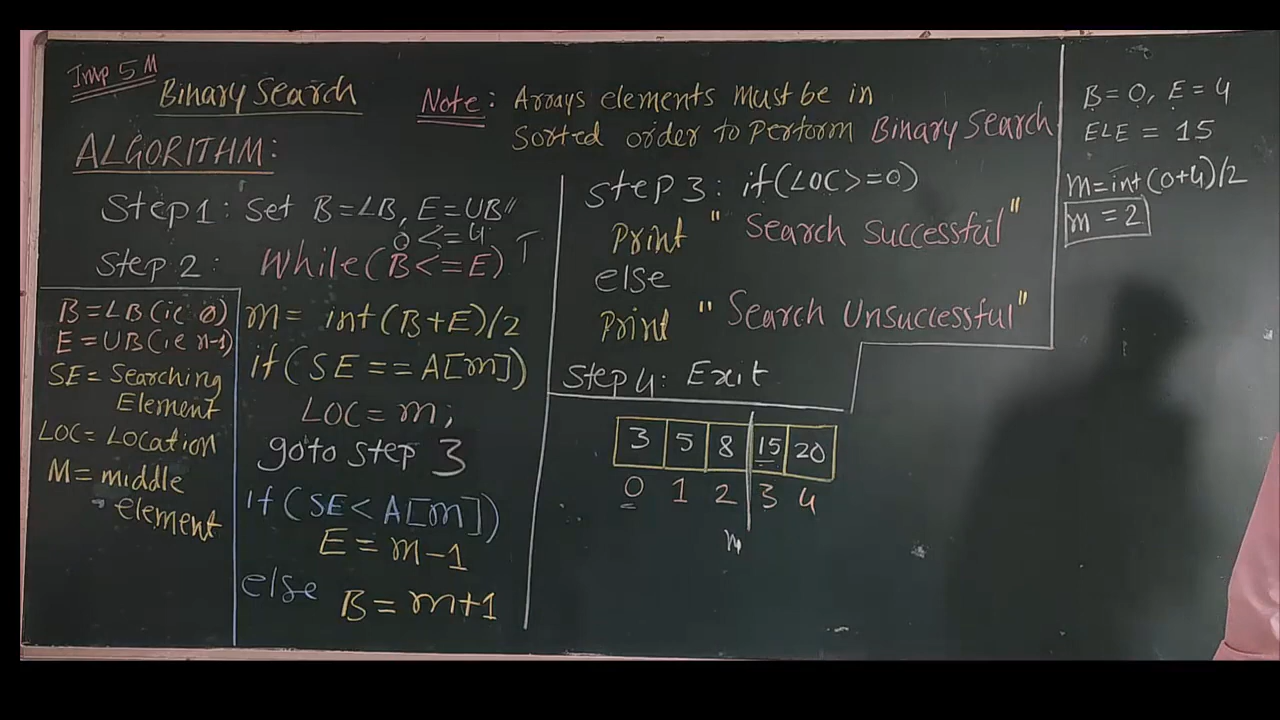 Imp 5 M
Binary Search
Note: Arrays elements must be in
Sorted order to Perform Binary Search
ALGORITHM:
Step 1: Set B=LB, E=UB"
0<=4
Step 2: While(B<=E) T
B=LB(ie 0)
E=UB(ie n-1)
SE=Searching
Element
LOC=Location
M=middle
element
m= int(B+E)/2
if(SE==A[m])
LOC=m;
goto step 3
if(SE<A[m])
E=m-1
else B=m+1
Step 3: if(LOC>=0)
Print "Search Successful"
else
Print "Search Unsuccessful"
Step 4: Exit
3 5 8 15 20
0 1 2 3 4
m
B=0, E=4
ELE=15
m=int(0+4)/2
m=2